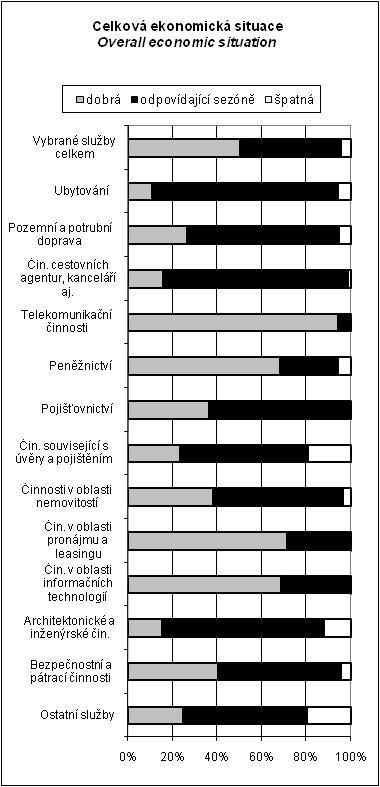 Celková ekonomická situace
Overall economic situation
dobrá odpovídající sezóně špatná
Vybrané služby
celkem
Ubytování
Pozemní a potrubní
doprava
Čin. cestovních
agentur, kanceláří
aj.
Telekomunikační
činnosti
Peněžnictví
Pojišťovnictví
Čin. související s
úvěry a pojištěním
Činnosti v oblasti
nemovitostí
Čin. v oblasti
pronájmu a
leasingu
Čin. v oblasti
informačních
technologií
Architektonické a
inženýrské čin.
Bezpečnostní a
pátrací činnosti
Ostatní služby
0% 20% 40% 60% 80% 100%